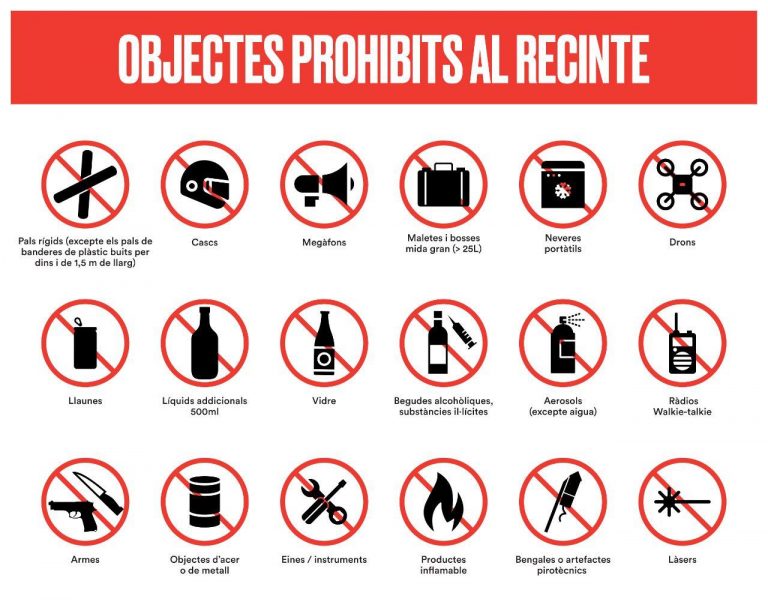 OBJECTES PROHIBITS AL RECINTE
Pals rígids (excepte els pals de
banderes de plàstic buits per
dins i de 1,5 m de llarg)
Cascs
Megàfons
Maletes i bosses
mida gran (> 25L)
Neveres
portàtils
Drons
Llaunes
Líquids addicionals
500ml
Vidre
Begudes alcohòliques,
substàncies il·lícites
Aerosols
(excepte aigua)
Ràdios
Walkie-talkie
Armes
Objectes d'acer
o de metall
Eines / instruments
Productes
inflamable
Bengales o artefactes
pirotècnics
Làsers